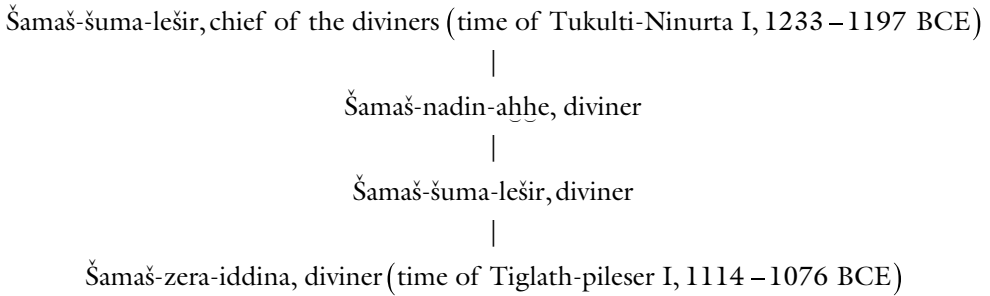 Šamaš-šuma-lešir, chief of the diviners (time of Tukulti-Ninurta I, 1233–1197 BCE)
Šamaš-nadin-aḫḫe, diviner
Šamaš-šuma-lešir, diviner
Šamaš-zera-iddina, diviner (time of Tiglath-pileser I, 1114–1076 BCE)